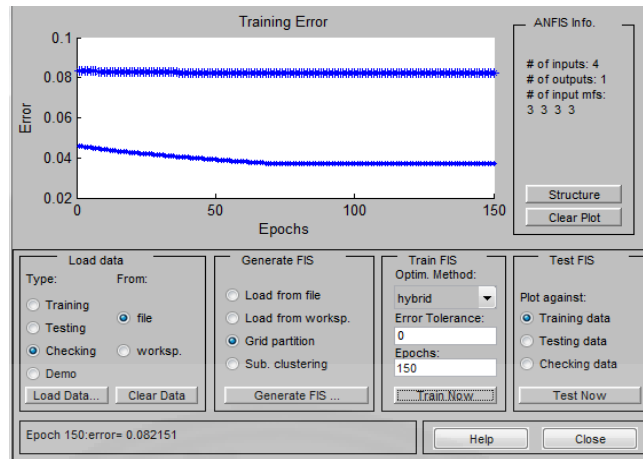 Training Error
0.1
0.08
0.06
0.04
0.02
Error
0
50
100
150
Epochs
ANFIS Info.
# of inputs: 4
# of outputs: 1
# of input mfs:
3 3 3 3
Structure
Clear Plot
Load data
Type:
From:
Training
Testing
Checking
Demo
file
worksp.
Load Data...
Clear Data
Generate FIS
Load from file
Load from worksp.
Grid partition
Sub. clustering
Generate FIS ...
Train FIS
Optim. Method:
hybrid
Error Tolerance:
0
Epochs:
150
Train Now
Test FIS
Plot against:
Training data
Testing data
Checking data
Test Now
Epoch 150:error= 0.082151
Help
Close